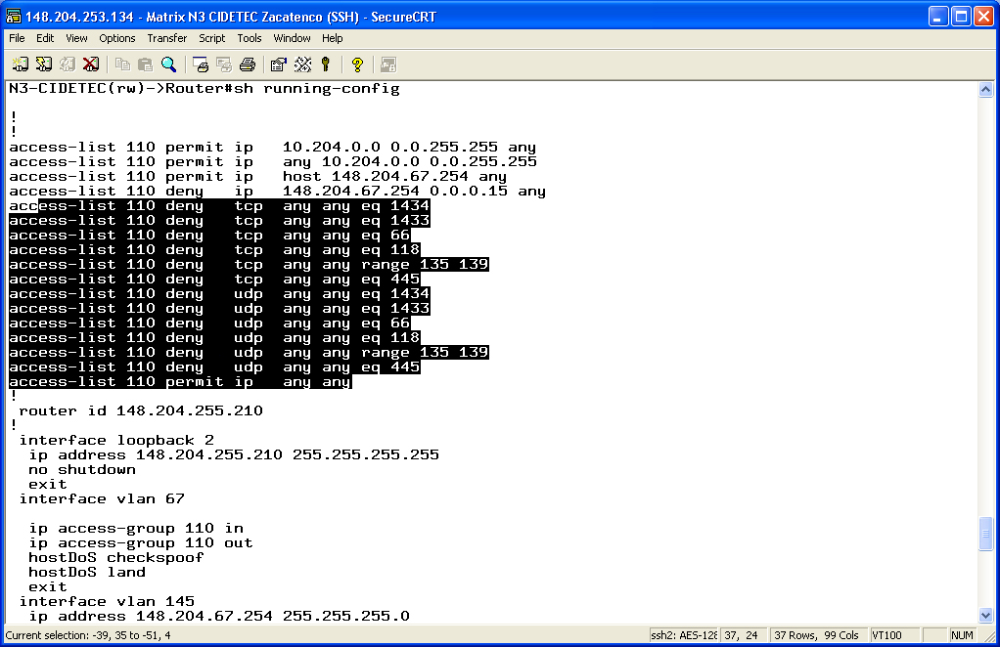 148.204.253.134 - Matrix N3 CIDETEC Zacatenco (SSH) - SecureCRT
File Edit View Options Transfer Script Tools Window Help
N3-CIDETEC(rw)->Router#sh running-config
!
!
access-list 110 permit ip   10.204.0.0 0.0.255.255 any
access-list 110 permit ip   any 10.204.0.0 0.0.255.255
access-list 110 permit ip   host 148.204.67.254 any
access-list 110 deny   ip   148.204.67.254 0.0.0.15 any
access-list 110 deny   tcp  any any eq 1434
access-list 110 deny   tcp  any any eq 1433
access-list 110 deny   tcp  any any eq 66
access-list 110 deny   tcp  any any eq 118
access-list 110 deny   tcp  any any range 135 139
access-list 110 deny   tcp  any any eq 445
access-list 110 deny   udp  any any eq 1434
access-list 110 deny   udp  any any eq 1433
access-list 110 deny   udp  any any eq 66
access-list 110 deny   udp  any any eq 118
access-list 110 deny   udp  any any range 135 139
access-list 110 deny   udp  any any eq 445
access-list 110 permit ip   any any
!
 router id 148.204.255.210
!
 interface loopback 2
  ip address 148.204.255.210 255.255.255.255
  no shutdown
  exit
 interface vlan 67
  ip access-group 110 in
  ip access-group 110 out
  hostDoS checkspoof
  hostDoS land
  exit
 interface vlan 145
  ip address 148.204.67.254 255.255.255.0
Current selection: -39, 35 to -51, 4 ssh2: AES-128 37, 24 37 Rows, 99 Cols VT100 NUM